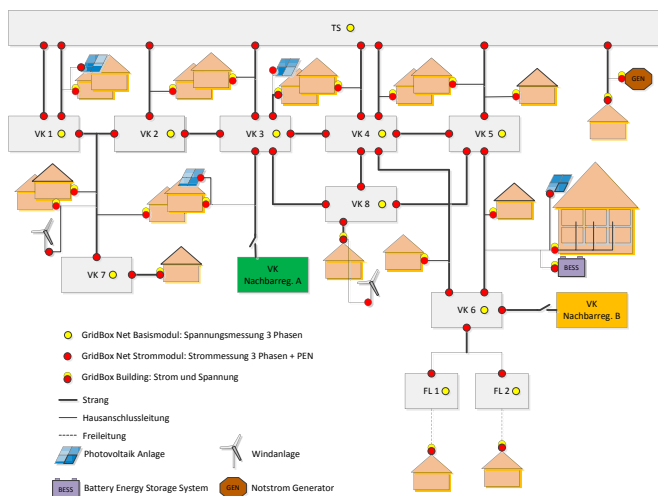 TS
GEN
VK 1
VK 2
VK 3
VK 4
VK 5
VK 8
VK 7
VK
Nachbarreg. A
BESS
VK 6
VK
Nachbarreg. B
GridBox Net Basismodul: Spannungsmessung 3 Phasen
GridBox Net Strommodul: Strommessung 3 Phasen + PEN
GridBox Building: Strom und Spannung
FL 1
FL 2
Strang
Hausanschlussleitung
Freileitung
Photovoltaik Anlage
Windanlage
BESS
Battery Energy Storage System
GEN
Notstrom Generator